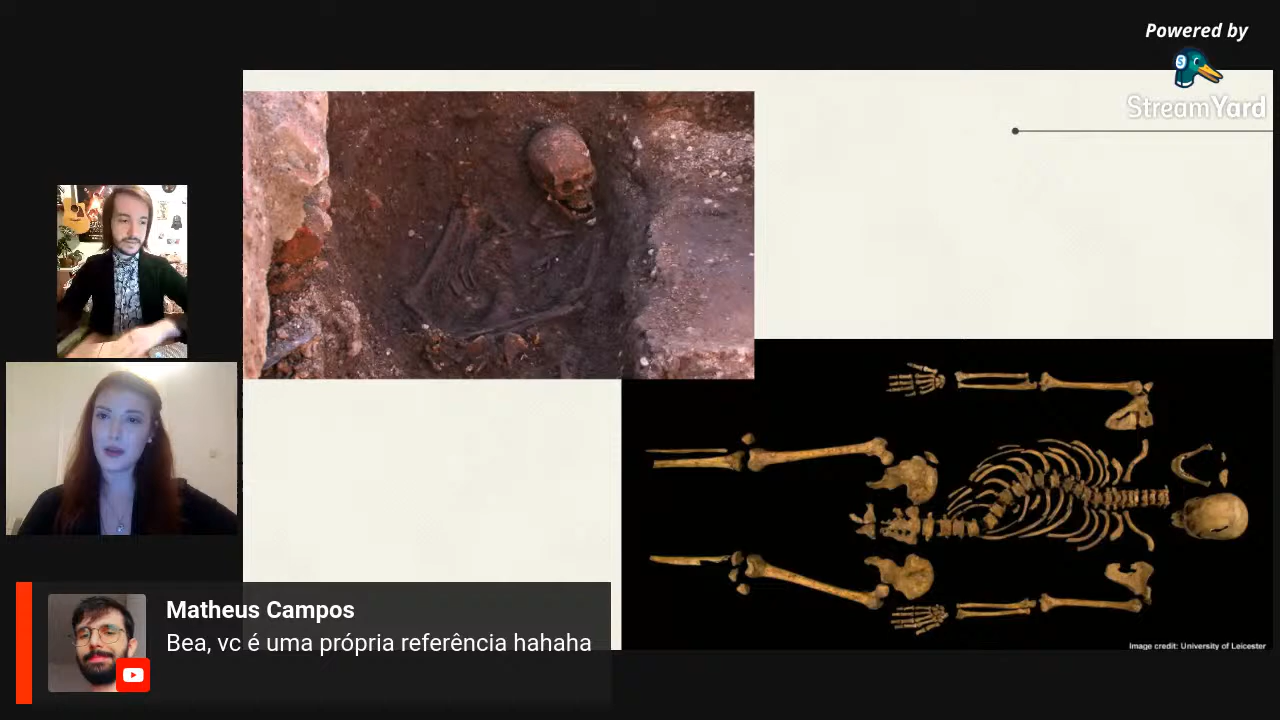 Powered by
StreamYard
Image credit: University of Leicester
Matheus Campos
Bea, vc é uma própria referência hahaha